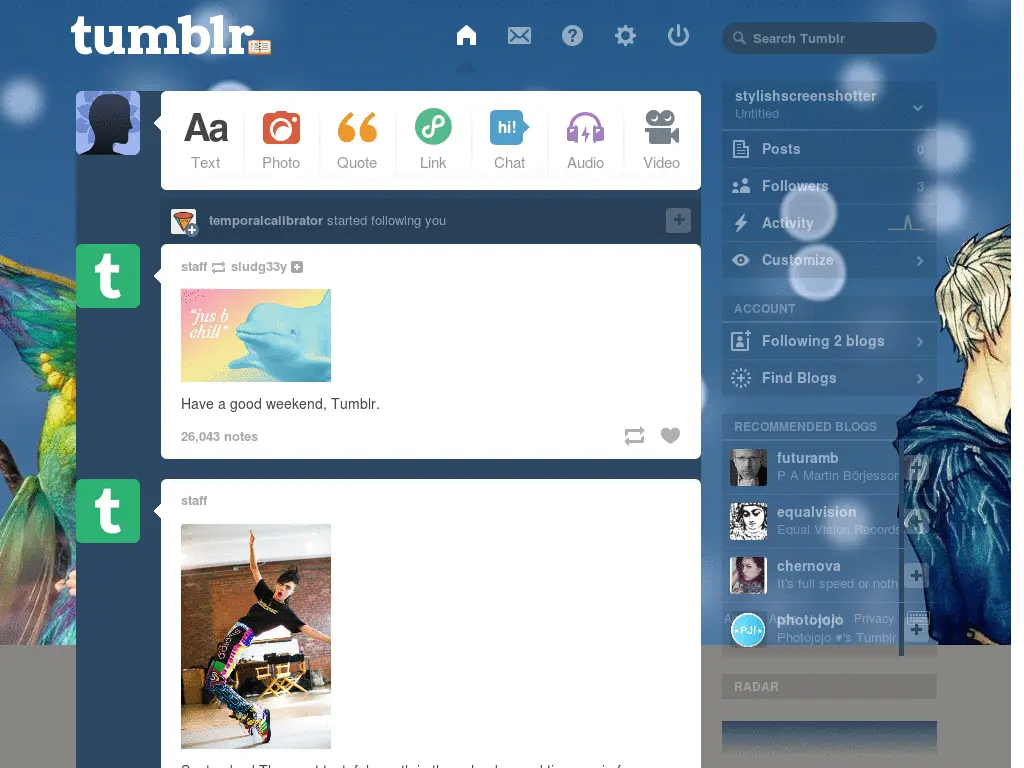 tumblr
Search Tumblr
stylishscreenshotter
Untitled
Aa
hi!
Text
Photo
Quote
Link
Chat
Audio
Video
Posts 0
Followers 3
Activity
Customize
temporalcalibrator started following you
staff sludg33y
"jus b
chill"
Have a good weekend, Tumblr.
26,043 notes
ACCOUNT
Following 2 blogs
Find Blogs
RECOMMENDED BLOGS
futuramb
P A Martin Börjesson
equalvision
Equal Vision Records
chernova
It's full speed or noth
photojojo
Photojojo ♥'s Tumblr
Privacy
PJ!
t
t
staff
RADAR